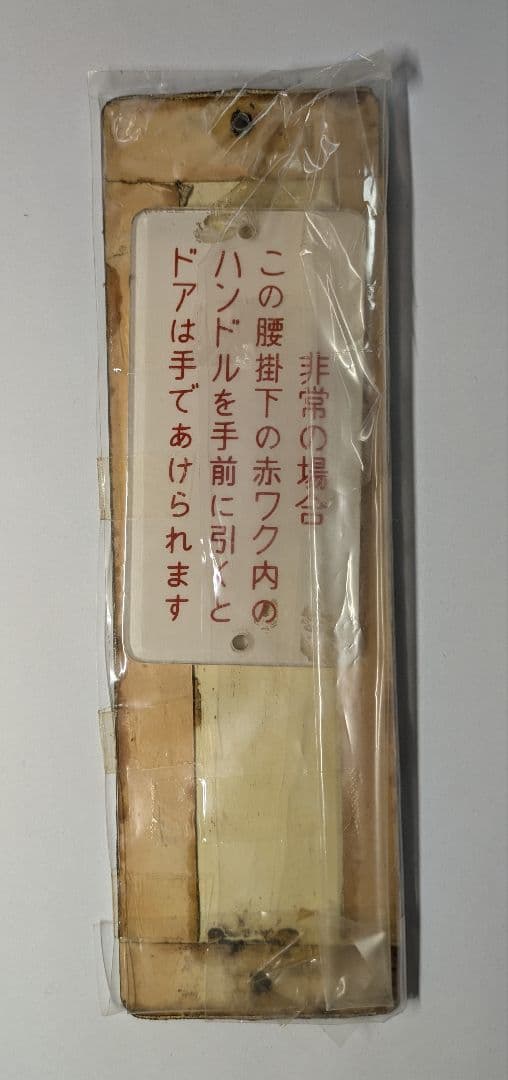 非常の場合
この腰掛下の赤ワク内の
ハンドルを手前に引くと
ドアは手であけられます